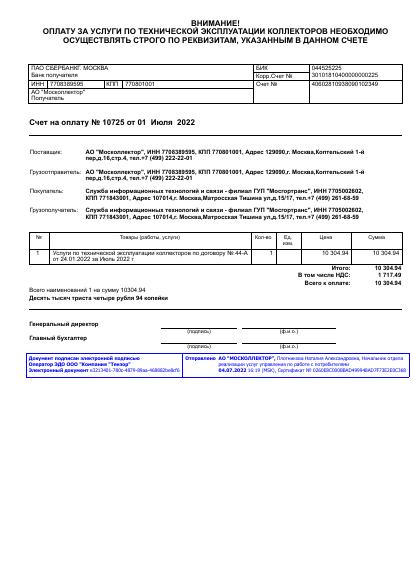 ВНИМАНИЕ!
ОПЛАТУ ЗА УСЛУГИ ПО ТЕХНИЧЕСКОЙ ЭКСПЛУАТАЦИИ КОЛЛЕКТОРОВ НЕОБХОДИМО
ОСУЩЕСТВЛЯТЬ СТРОГО ПО РЕКВИЗИТАМ, УКАЗАННЫМ В ДАННОМ СЧЕТЕ
ПАО СБЕРБАНКГ. МОСКВА БИК 044525225
Банк получателя Корр.Счет № 30101810400000000225
ИНН 7708389595 КПП 770801001 Счет № 40602810938090102349
АО "Москоллектор"
Получатель
Счет на оплату № 10725 от 01 Июля 2022
Поставщик: АО "Москоллектор", ИНН 7708389595, КПП 770801001, Адрес 129090,г. Москва,Коптельский 1-й
пер,д.16,стр.4, тел.+7 (499) 222-22-01
Грузоотправитель: АО "Москоллектор", ИНН 7708389595, КПП 770801001, Адрес 129090,г. Москва,Коптельский 1-й
пер,д.16,стр.4, тел.+7 (499) 222-22-01
Покупатель: Служба информационных технологий и связи - филиал ГУП "Мосгортранс", ИНН 7705002602,
КПП 771843001, Адрес 107014,г. Москва,Матросская Тишина ул,д.15/17, тел.+7 (499) 261-68-59
Грузополучатель: Служба информационных технологий и связи - филиал ГУП "Мосгортранс", ИНН 7705002602,
КПП 771843001, Адрес 107014,г. Москва,Матросская Тишина ул,д.15/17, тел.+7 (499) 261-68-59
№ Товары (работы, услуги) Кол-во Ед. изм. Цена Сумма
1 Услуги по технической эксплуатации коллекторов по договору № 44-А 1 10 304.94 10 304.94
от 24.01.2022 за Июль 2022 г.
Итого: 10 304.94
В том числе НДС: 1 717.49
Всего к оплате: 10 304.94
Всего наименований 1 на сумму 10304.94
Десять тысяч триста четыре рубля 94 копейки
Генеральный директор
(подпись) (ф.и.о.)
Главный бухгалтер
(подпись) (ф.и.о.)
Документ подписан электронной подписью
Оператор ЭДО ООО "Компания "Тензор"
Электронный документ
Отправлено АО "МОСКОЛЛЕКТОР", Плотникова Наталия Александровна, Начальник отдела
реализации услуг управления по работе с потребителями
04.07.2022 16:19 (MSK), Сертификат №